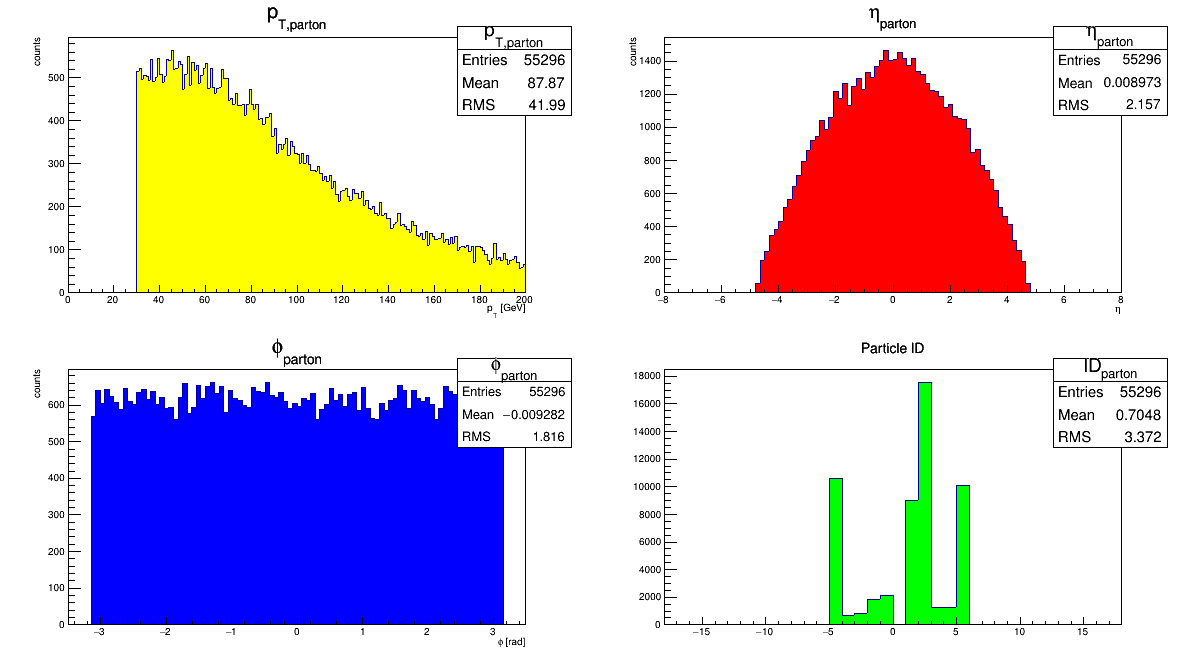 p_T,parton
counts
p_T,parton
Entries 55296
Mean 87.87
RMS 41.99
500
400
300
200
100
0
0 20 40 60 80 100 120 140 160 180 200
p_T [GeV]
η_parton
counts
η_parton
Entries 55296
Mean 0.008973
RMS 2.157
1400
1200
1000
800
600
400
200
0
−8 −6 −4 −2 0 2 4 6 8
η
ϕ_parton
counts
ϕ_parton
Entries 55296
Mean −0.009282
RMS 1.816
600
500
400
300
200
100
0
−3 −2 −1 0 1 2 3
ϕ [rad]
Particle ID
ID_parton
Entries 55296
Mean 0.7048
RMS 3.372
18000
16000
14000
12000
10000
8000
6000
4000
2000
0
−15 −10 −5 0 5 10 15